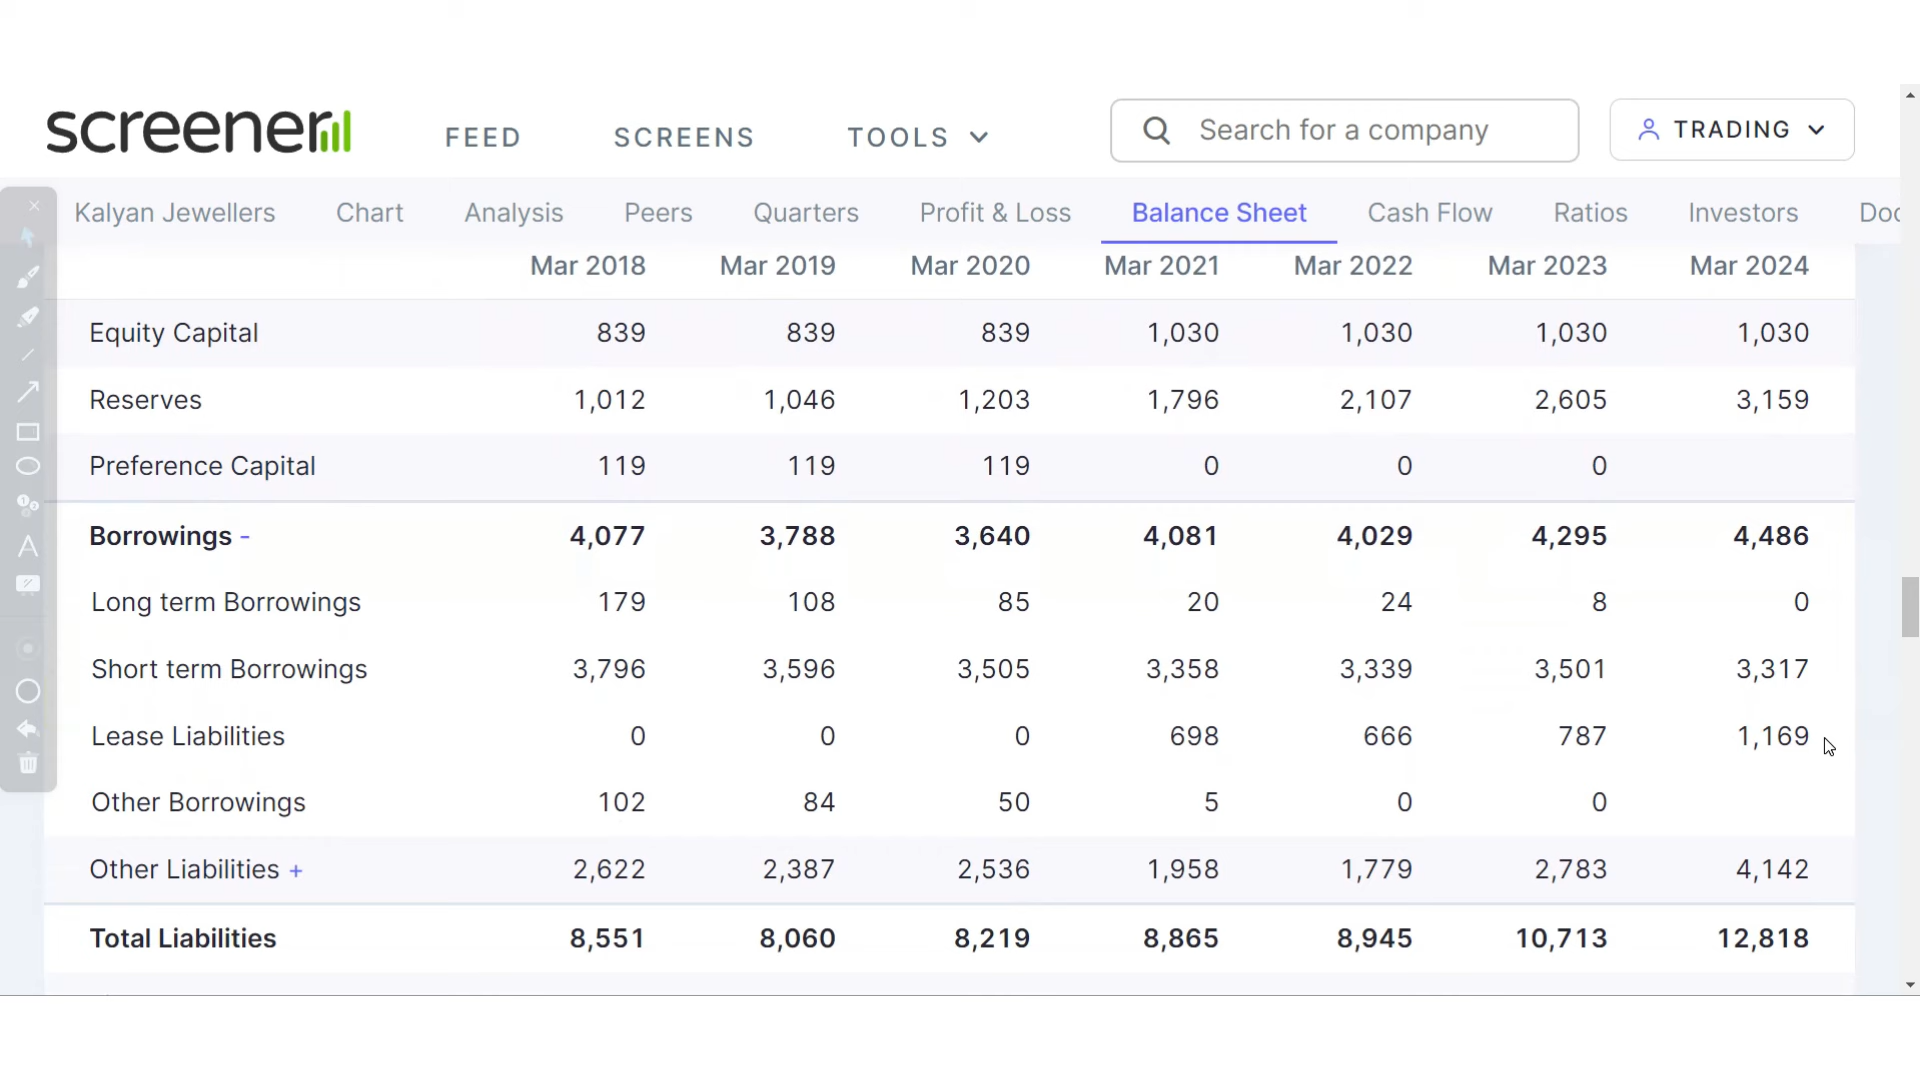 screener FEED SCREENS TOOLS Search for a company TRADING
Kalyan Jewellers Chart Analysis Peers Quarters Profit & Loss Balance Sheet Cash Flow Ratios Investors Doc
Mar 2018 Mar 2019 Mar 2020 Mar 2021 Mar 2022 Mar 2023 Mar 2024
Equity Capital 839 839 839 1,030 1,030 1,030 1,030
Reserves 1,012 1,046 1,203 1,796 2,107 2,605 3,159
Preference Capital 119 119 119 0 0 0
Borrowings - 4,077 3,788 3,640 4,081 4,029 4,295 4,486
Long term Borrowings 179 108 85 20 24 8 0
Short term Borrowings 3,796 3,596 3,505 3,358 3,339 3,501 3,317
Lease Liabilities 0 0 0 698 666 787 1,169
Other Borrowings 102 84 50 5 0 0
Other Liabilities + 2,622 2,387 2,536 1,958 1,779 2,783 4,142
Total Liabilities 8,551 8,060 8,219 8,865 8,945 10,713 12,818